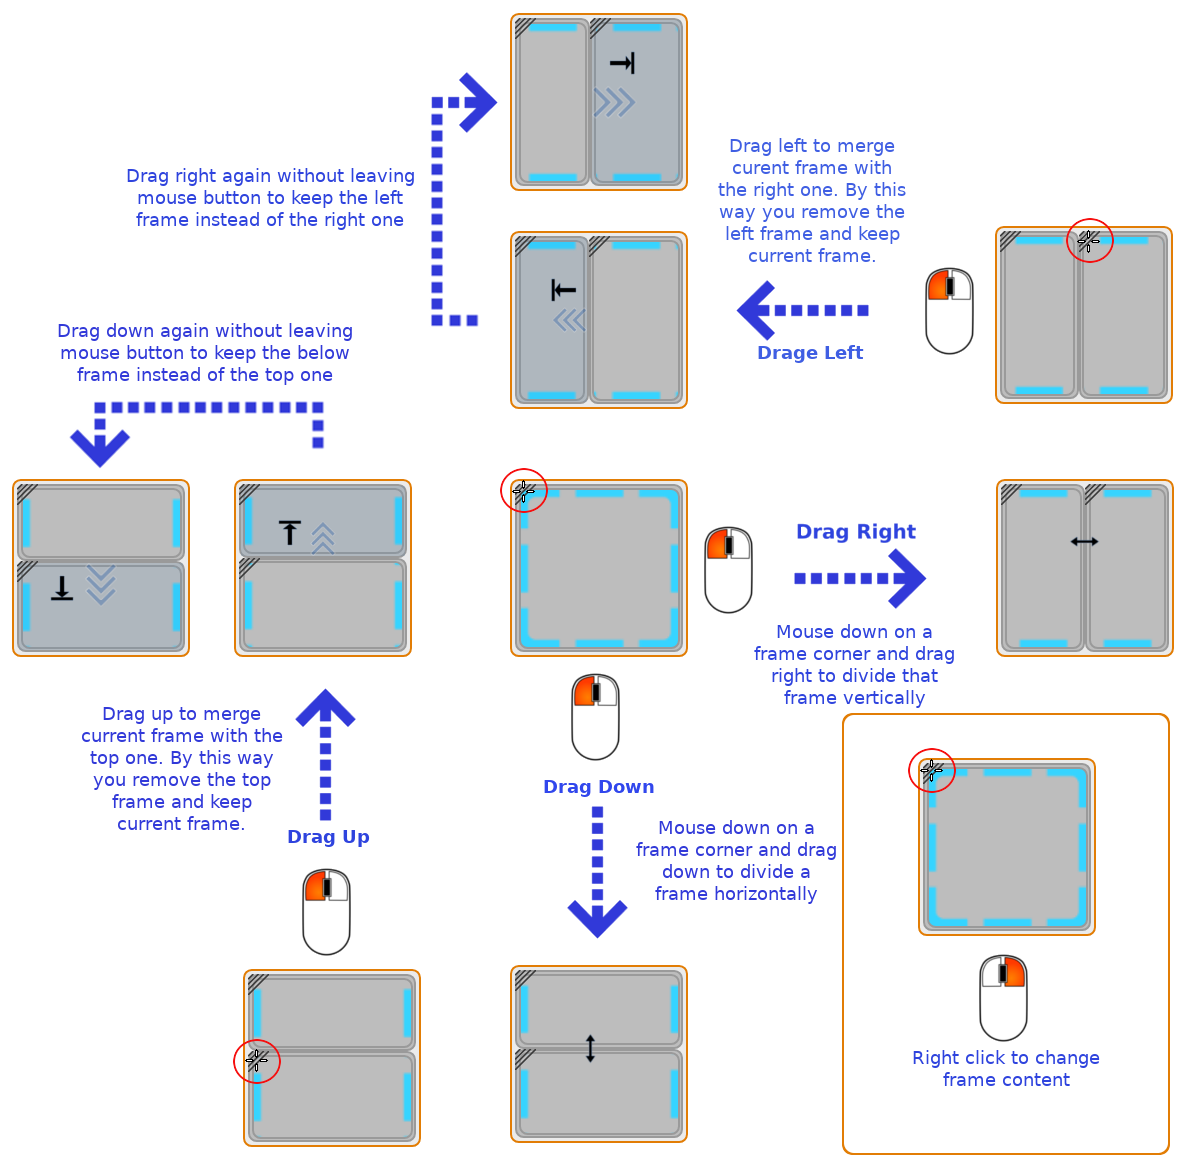 Drag left to merge
curent frame with
the right one. By this
way you remove the
left frame and keep
current frame.
Drage Left
Drag right again without leaving
mouse button to keep the left
frame instead of the right one
Drag down again without leaving
mouse button to keep the below
frame instead of the top one
Drag Right
Mouse down on a
frame corner and drag
right to divide that
frame vertically
Drag up to merge
current frame with the
top one. By this way
you remove the top
frame and keep
current frame.
Drag Up
Drag Down
Mouse down on a
frame corner and drag
down to divide a
frame horizontally
Right click to change
frame content